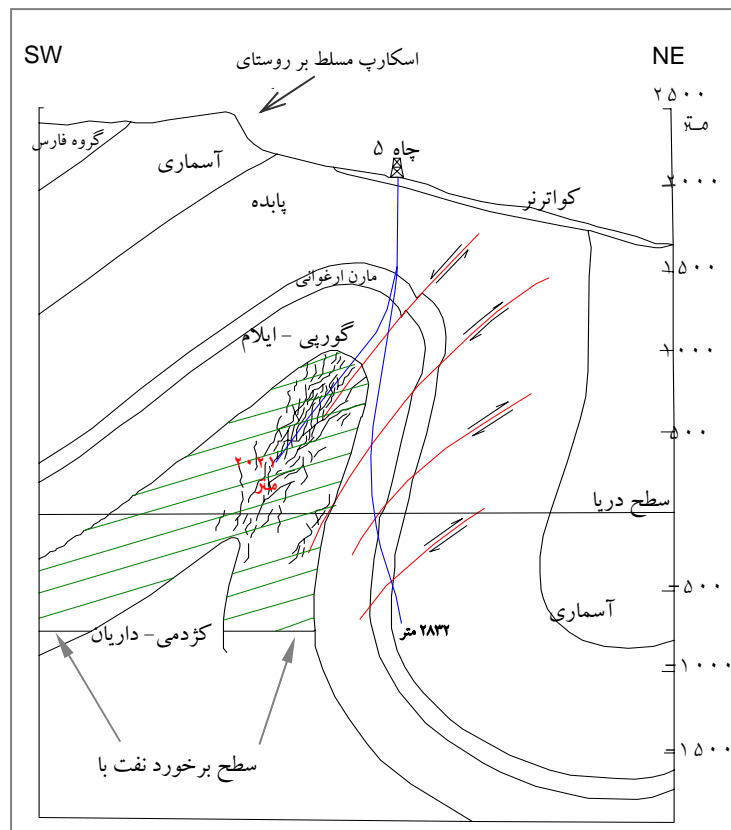 SW
NE
اسکارپ مسلط بر روستای
۲۵۰۰
متر
گروه فارس
آسماری
چاه ۵
پابده
کواترنر
۲۰۰۰
مارن ارغوانی
۱۵۰۰
گورپی - ایلام
۱۰۰۰
۵۰۰
۲۰۲۱
متر
سطح دریا
۵۰۰
آسماری
کژدمی - داریان
۲۸۳۲ متر
۱۰۰۰
سطح برخورد نفت با
۱۵۰۰